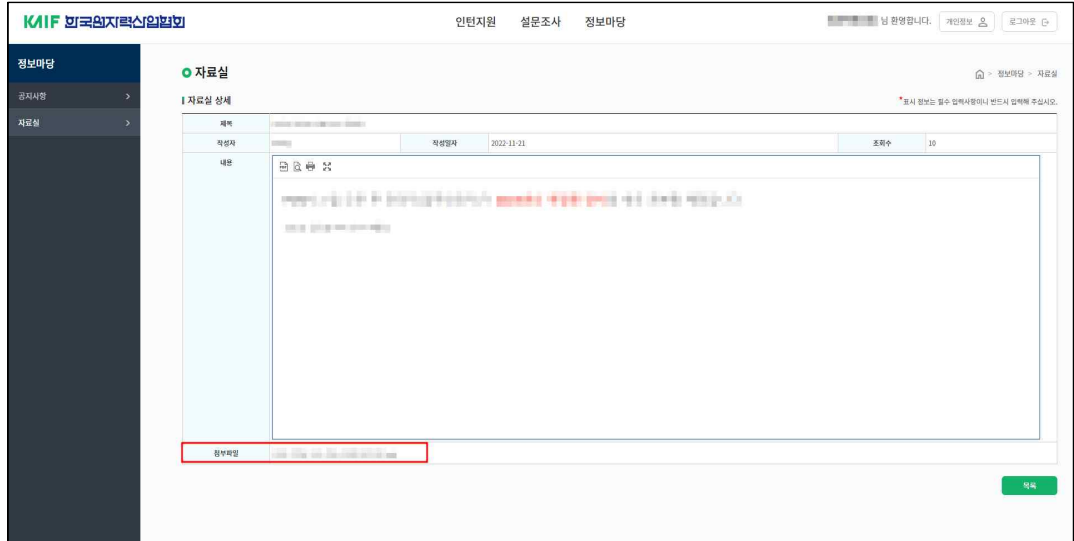 KAIF 한국원자력산업협회
인턴지원 설문조사 정보마당
님 환영합니다. 개인정보 로그아웃
정보마당
공지사항 >
자료실 >
자료실
> 정보마당 > 자료실
자료실 상세
*표시 정보는 필수 입력사항이니 반드시 입력해 주십시오.
제목
작성자 작성일자 2022-11-21 조회수 10
내용
첨부파일
목록